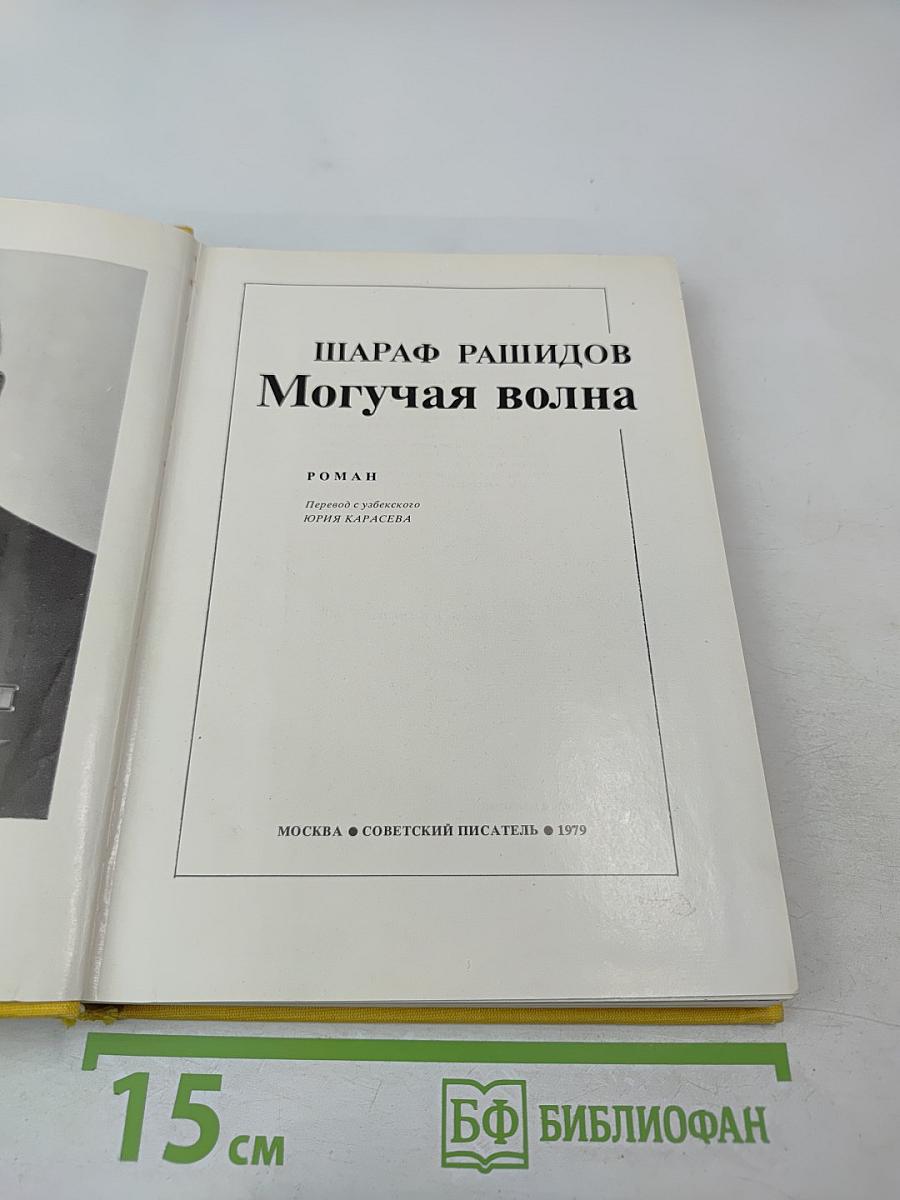 ШАРАФ РАШИДОВ
Могучая волна
РОМАН
Перевод с узбекского
ЮРИЯ КАРАСЕВА
МОСКВА ● СОВЕТСКИЙ ПИСАТЕЛЬ ● 1979
15 см
БФ БИБЛИОФАН